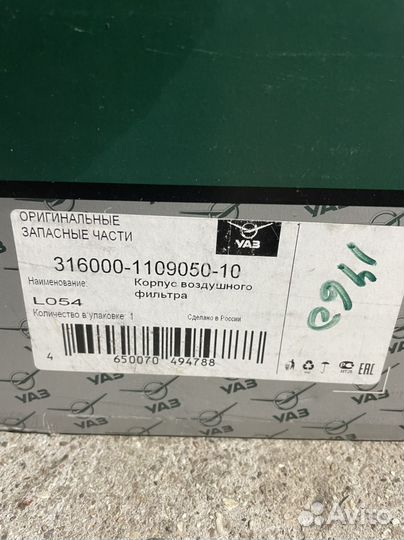 ОРИГИНАЛЬНЫЕ
ЗАПАСНЫЕ ЧАСТИ
УАЗ
316000-1109050-10
Наименование: Корпус воздушного
фильтра
L054
Количество в упаковке: 1 Сделано в России
4 650070 494788
EAC
УАЗ
УАЗ
УАЗ
УАЗ
Avito